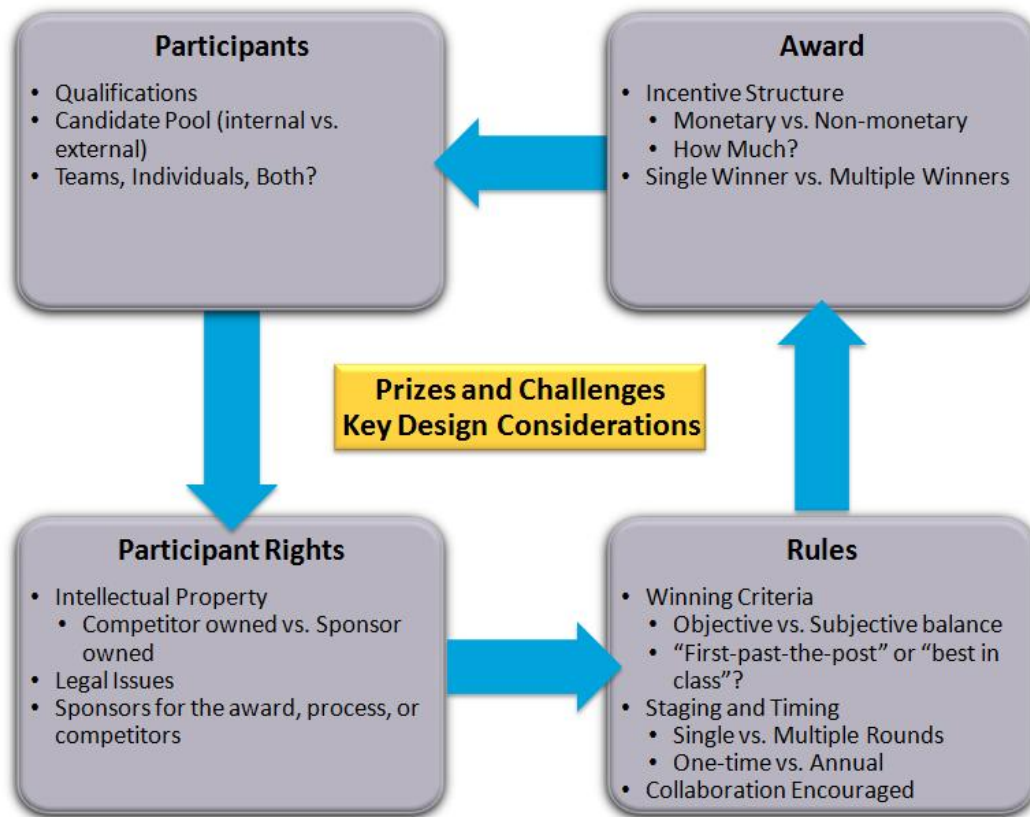 Participants
• Qualifications
• Candidate Pool (internal vs.
external)
• Teams, Individuals, Both?
Award
• Incentive Structure
• Monetary vs. Non-monetary
• How Much?
• Single Winner vs. Multiple Winners
Prizes and Challenges
Key Design Considerations
Participant Rights
• Intellectual Property
• Competitor owned vs. Sponsor
owned
• Legal Issues
• Sponsors for the award, process, or
competitors
Rules
• Winning Criteria
• Objective vs. Subjective balance
• “First-past-the-post” or “best in
class”?
• Staging and Timing
• Single vs. Multiple Rounds
• One-time vs. Annual
• Collaboration Encouraged